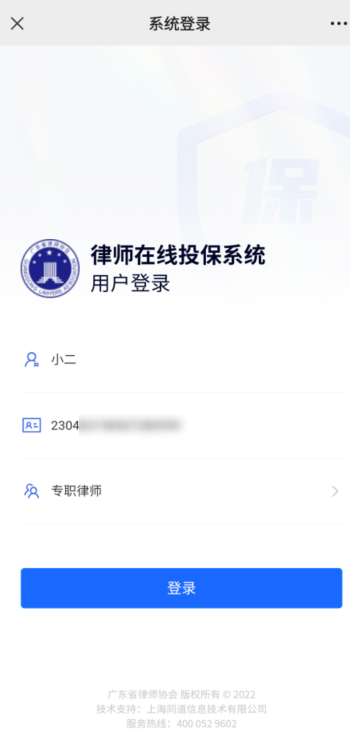 系统登录
保
律师在线投保系统
用户登录
小二
2304
专职律师
登录
广东省律师协会 版权所有 © 2022
技术支持：上海同道信息技术有限公司
服务热线：400 052 9602